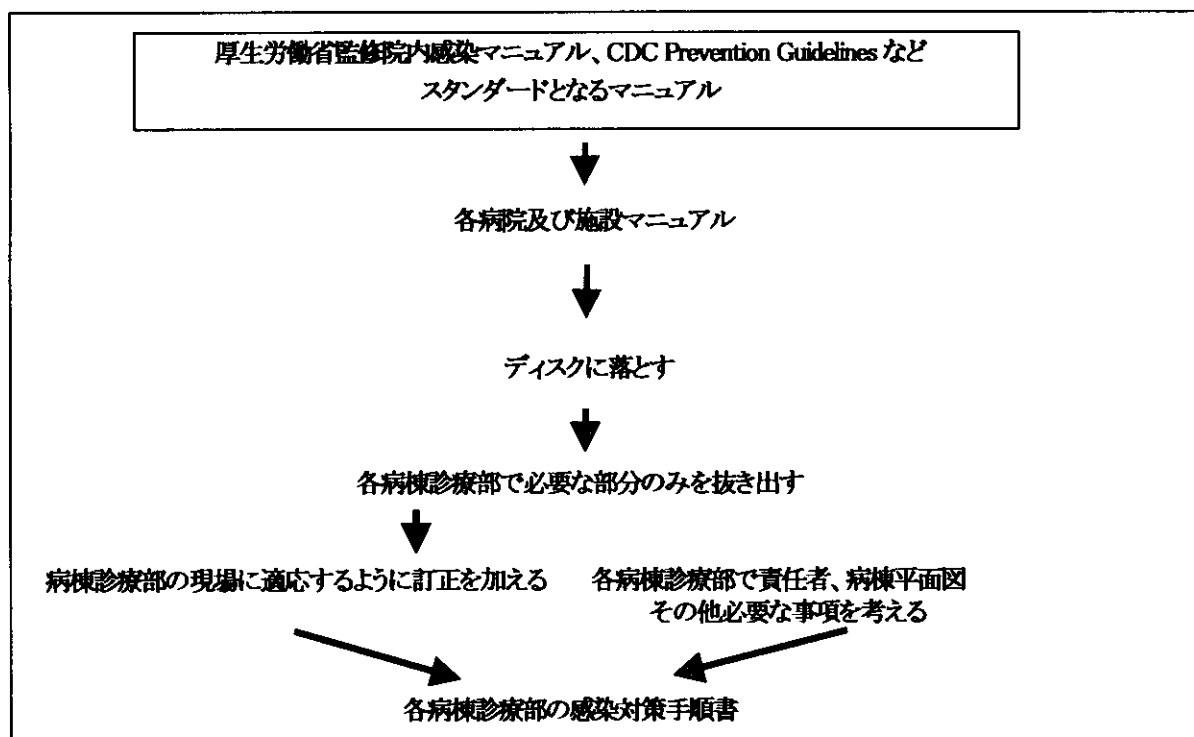 厚生労働省監修院内感染マニュアル、CDC Prevention Guidelines など
スタンダードとなるマニュアル
各病院及び施設マニュアル
ディスクに落とす
各病棟診療部で必要な部分のみを抜き出す
病棟診療部の現場に適応するように訂正を加える
各病棟診療部で責任者、病棟平面図
その他必要な事項を考える
各病棟診療部の感染対策手順書